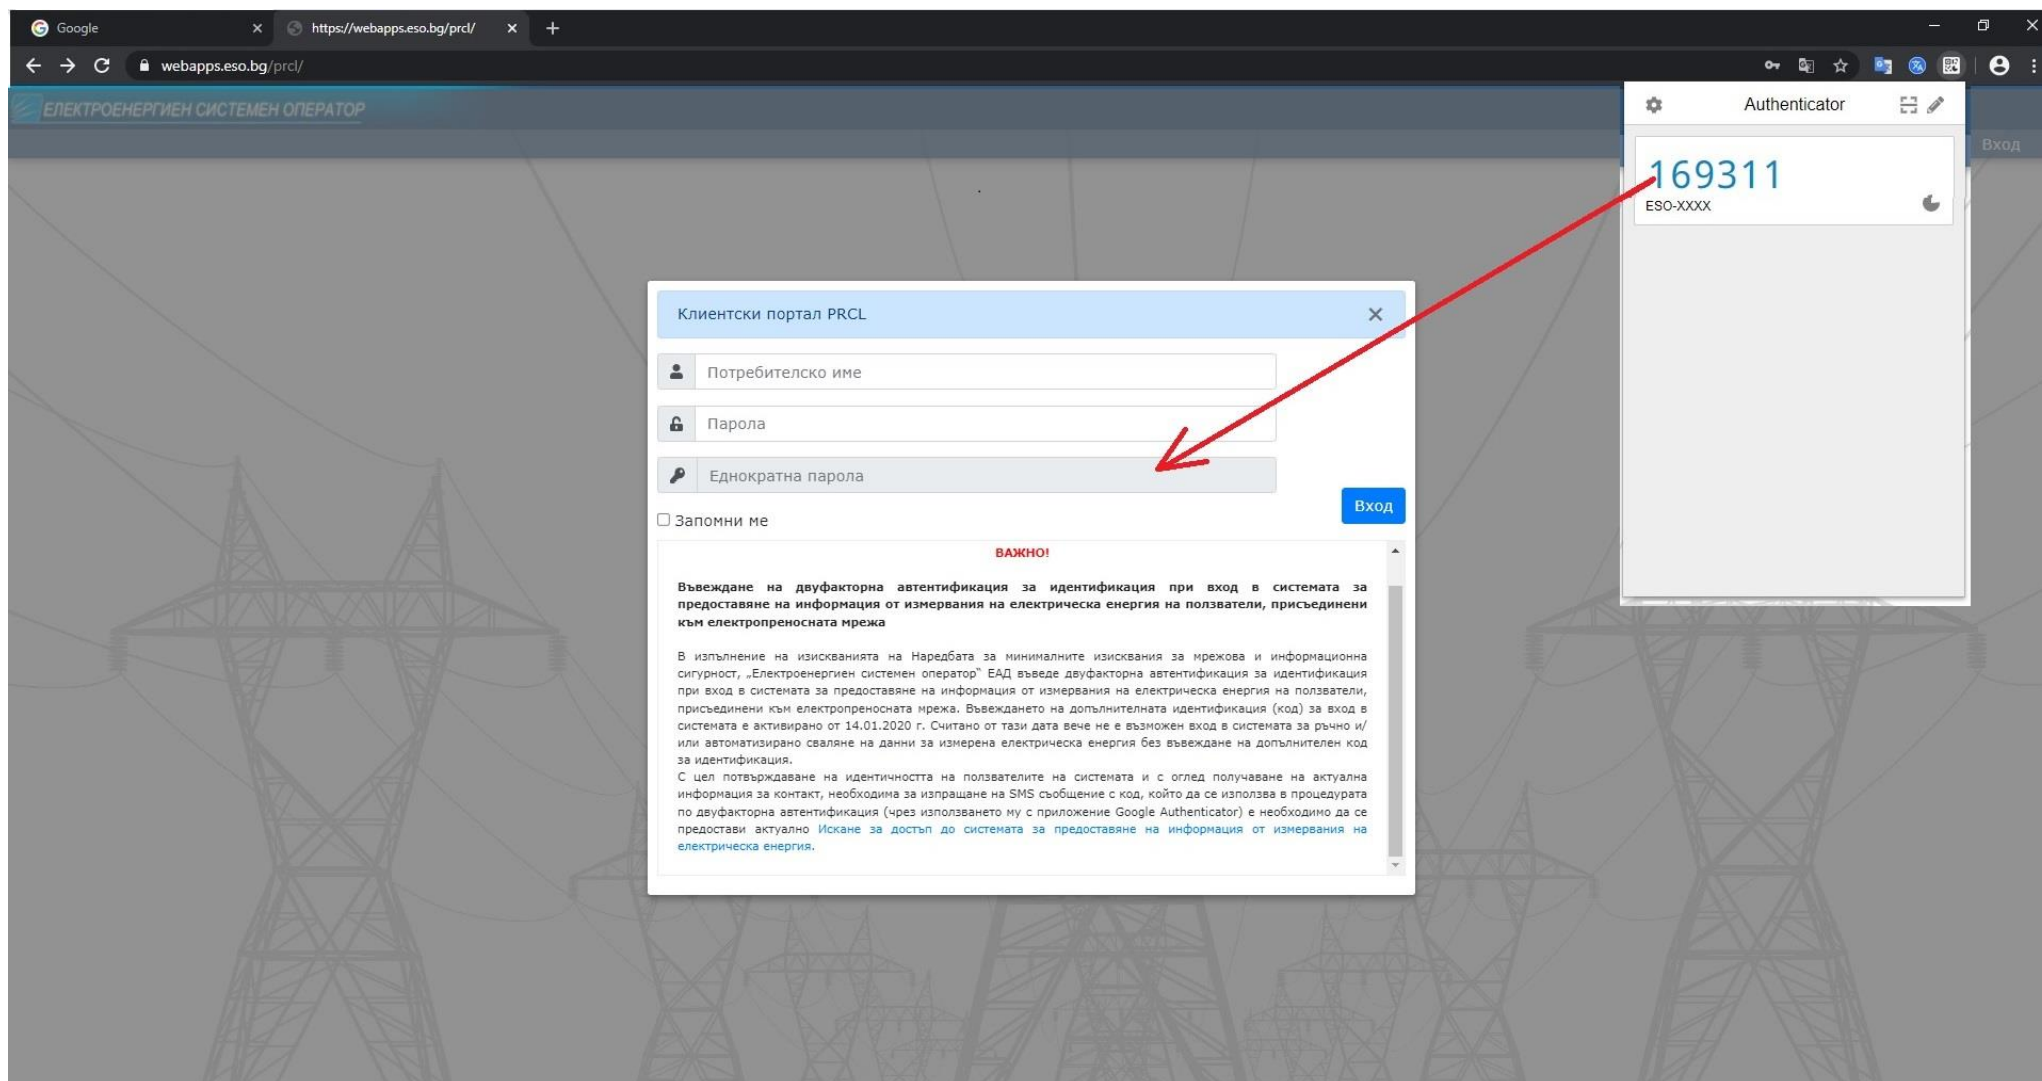 Google
https://webapps.eso.bg/prcl/
webapps.eso.bg/prcl/
ЕЛЕКТРОЕНЕРГИЕН СИСТЕМЕН ОПЕРАТОР
Вход
Authenticator
169311
ESO-XXXX
Клиентски портал PRCL
Потребителско име
Парола
Еднократна парола
Вход
Запомни ме
ВАЖНО!
Въвеждане на двуфакторна автентификация за идентификация при вход в системата за
предоставяне на информация от измервания на електрическа енергия на ползватели, присъединени
към електропреносната мрежа
В изпълнение на изискванията на Наредбата за минималните изисквания за мрежова и информационна
сигурност, „Електроенергиен системен оператор“ ЕАД въведе двуфакторна автентификация за идентификация
при вход в системата за предоставяне на информация от измервания на електрическа енергия на ползватели,
присъединени към електропреносната мрежа. Въвеждането на допълнителната идентификация (код) за вход в
системата е активирано от 14.01.2020 г. Считано от тази дата вече не е възможен вход в системата за ръчно и/
или автоматизирано сваляне на данни за измерена електрическа енергия без въвеждане на допълнителен код
за идентификация.
С цел потвърждаване на идентичността на ползвателите на системата и с оглед получаване на актуална
информация за контакт, необходима за изпращане на SMS съобщение с код, който да се използва в процедурата
по двуфакторна автентификация (чрез използването му с приложение Google Authenticator) е необходимо да се
предостави актуално Искане за достъп до системата за предоставяне на информация от измервания на
електрическа енергия.